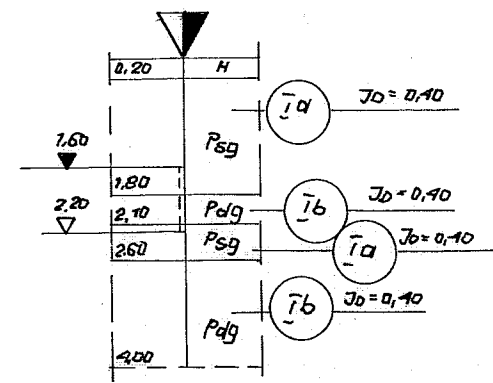 0,20 H
Ia JD = 0,40
1,60
Psg
1,80
2,20
2,10 Pdg Ib JD = 0,40
Psg Ia JD = 0,40
2,60
Pdg Ib JD = 0,40
4,00